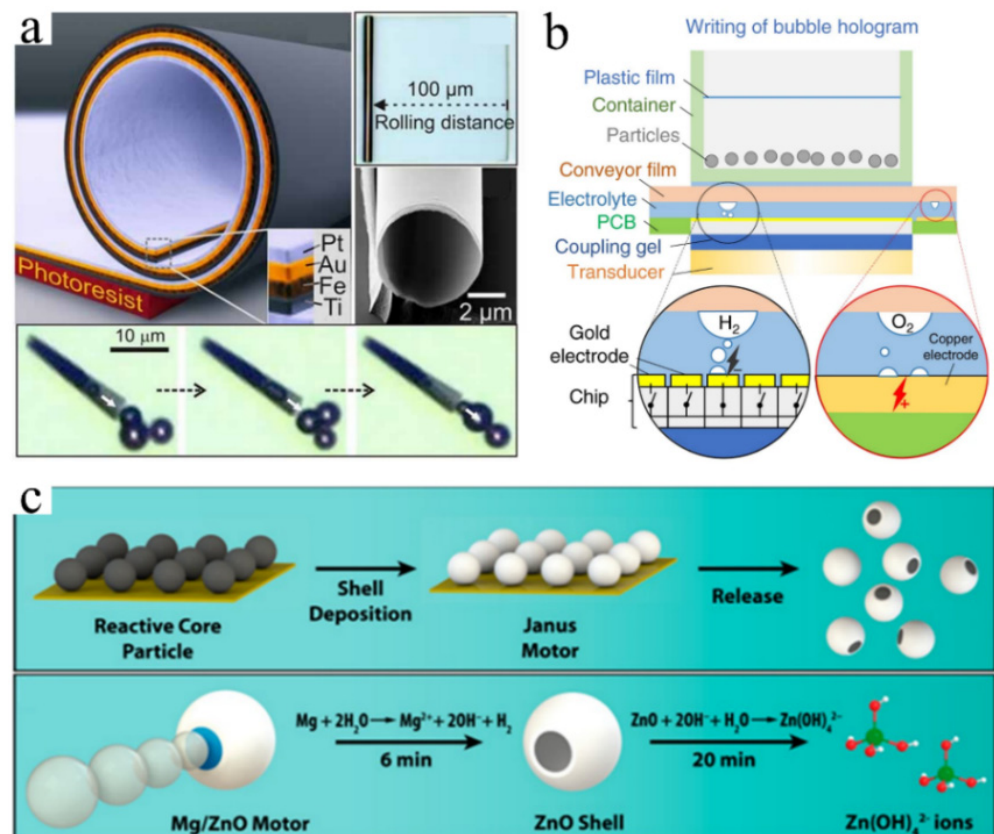 a
100 µm
Rolling distance
Pt
Au
Fe
Ti
Photoresist
2 µm
10 µm
b
Writing of bubble hologram
Plastic film
Container
Particles
Conveyor film
Electrolyte
PCB
Coupling gel
Transducer
H₂
O₂
Gold
electrode
Copper
electrode
Chip
−
+
c
Reactive Core
Particle
Shell
Deposition
Janus
Motor
Release
Mg + 2H₂O → Mg²⁺ + 2OH⁻ + H₂
6 min
ZnO + 2OH⁻ + H₂O → Zn(OH)₄²⁻
20 min
Mg/ZnO Motor
ZnO Shell
Zn(OH)₄²⁻ ions